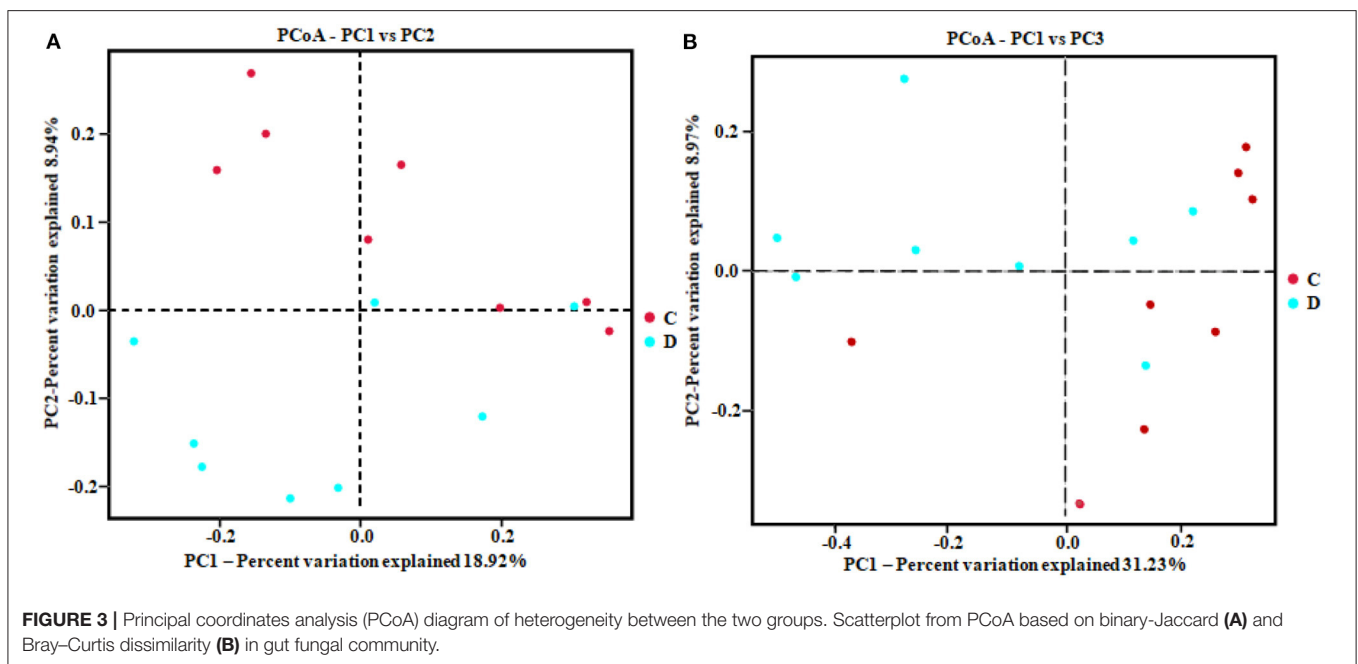 A
PCoA - PC1 vs PC2
PC2-Percent variation explained 8.94%
0.2
0.1
0.0
-0.1
-0.2
-0.2
0.0
0.2
PC1 – Percent variation explained 18.92%
C
D
B
PCoA - PC1 vs PC3
PC2-Percent variation explained 8.97%
0.2
0.0
-0.2
-0.4
-0.2
0.0
0.2
PC1 – Percent variation explained 31.23%
C
D
FIGURE 3 | Principal coordinates analysis (PCoA) diagram of heterogeneity between the two groups. Scatterplot from PCoA based on binary-Jaccard (A) and
Bray–Curtis dissimilarity (B) in gut fungal community.